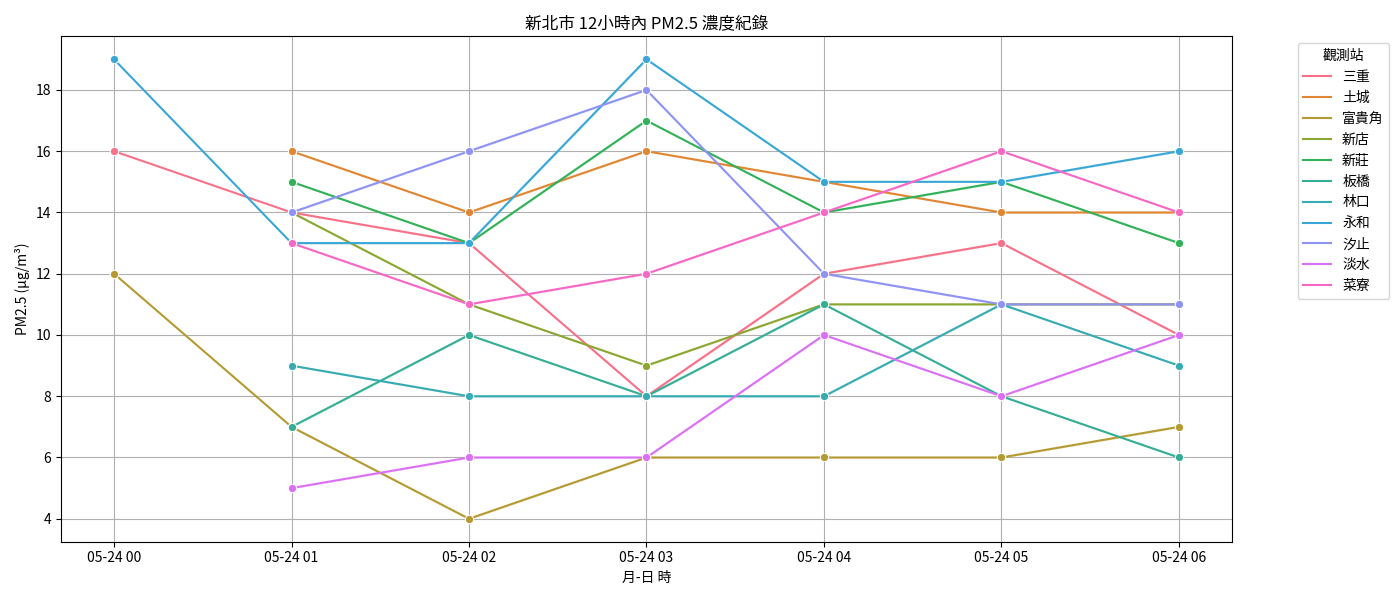 新北市 12小時內 PM2.5 濃度紀錄
PM2.5 (μg/m³)
18
16
14
12
10
8
6
4
05-24 00
05-24 01
05-24 02
05-24 03
05-24 04
05-24 05
05-24 06
月-日 時
觀測站
三重
土城
富貴角
新店
新莊
板橋
林口
永和
汐止
淡水
菜寮